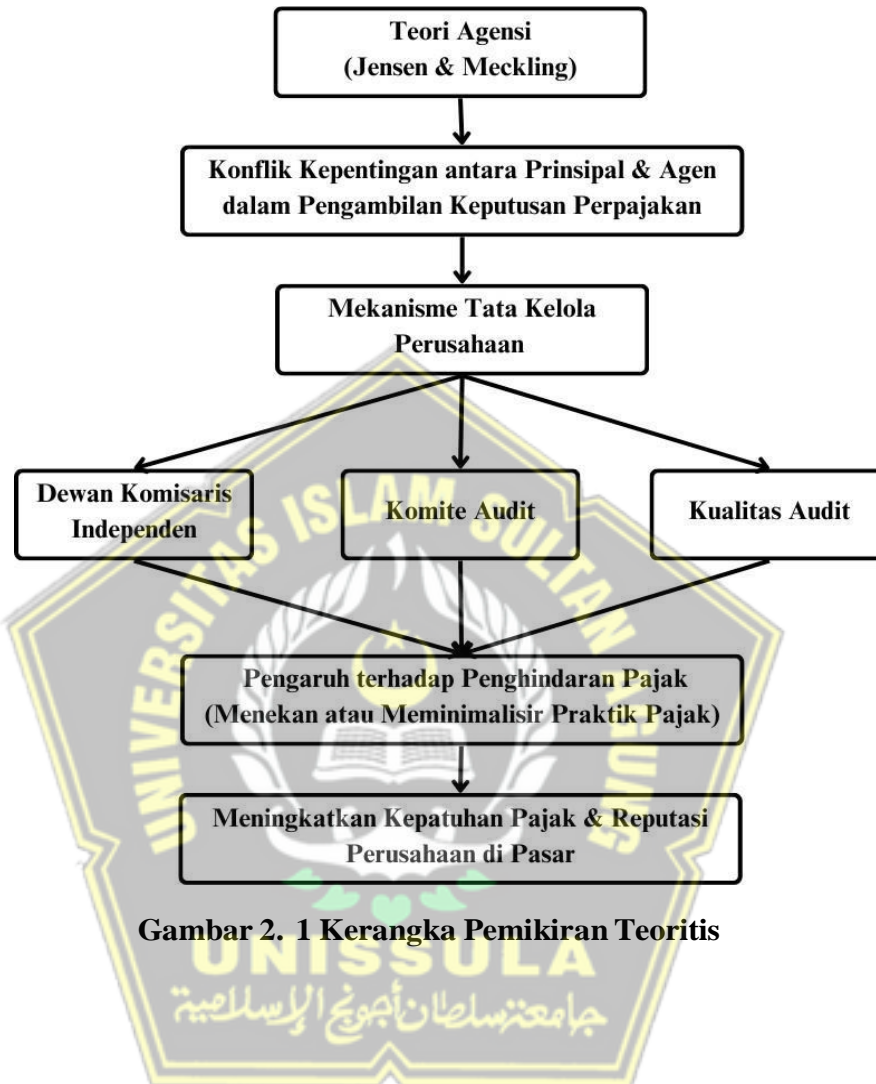 Teori Agensi
(Jensen & Meckling)
Konflik Kepentingan antara Prinsipal & Agen
dalam Pengambilan Keputusan Perpajakan
Mekanisme Tata Kelola
Perusahaan
Dewan Komisaris
Independen
Komite Audit
Kualitas Audit
Pengaruh terhadap Penghindaran Pajak
(Menekan atau Meminimalisir Praktik Pajak)
Meningkatkan Kepatuhan Pajak & Reputasi
Perusahaan di Pasar
Gambar 2. 1 Kerangka Pemikiran Teoritis
UNIVERSITAS ISLAM SULTAN AGUNG
UNISSULA
جامعتسلطان أجونج الإسلامية